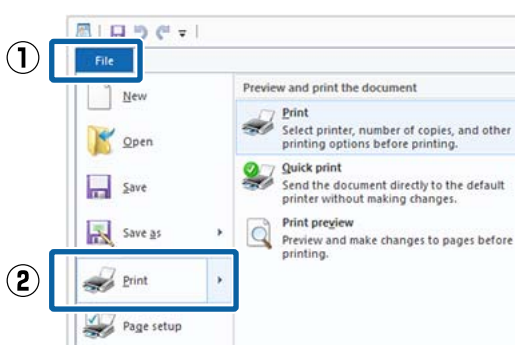 ①
File
New
Open
Save
Save as
②
Print
Page setup
Preview and print the document
Print
Select printer, number of copies, and other
printing options before printing.
Quick print
Send the document directly to the default
printer without making changes.
Print preview
Preview and make changes to pages before
printing.